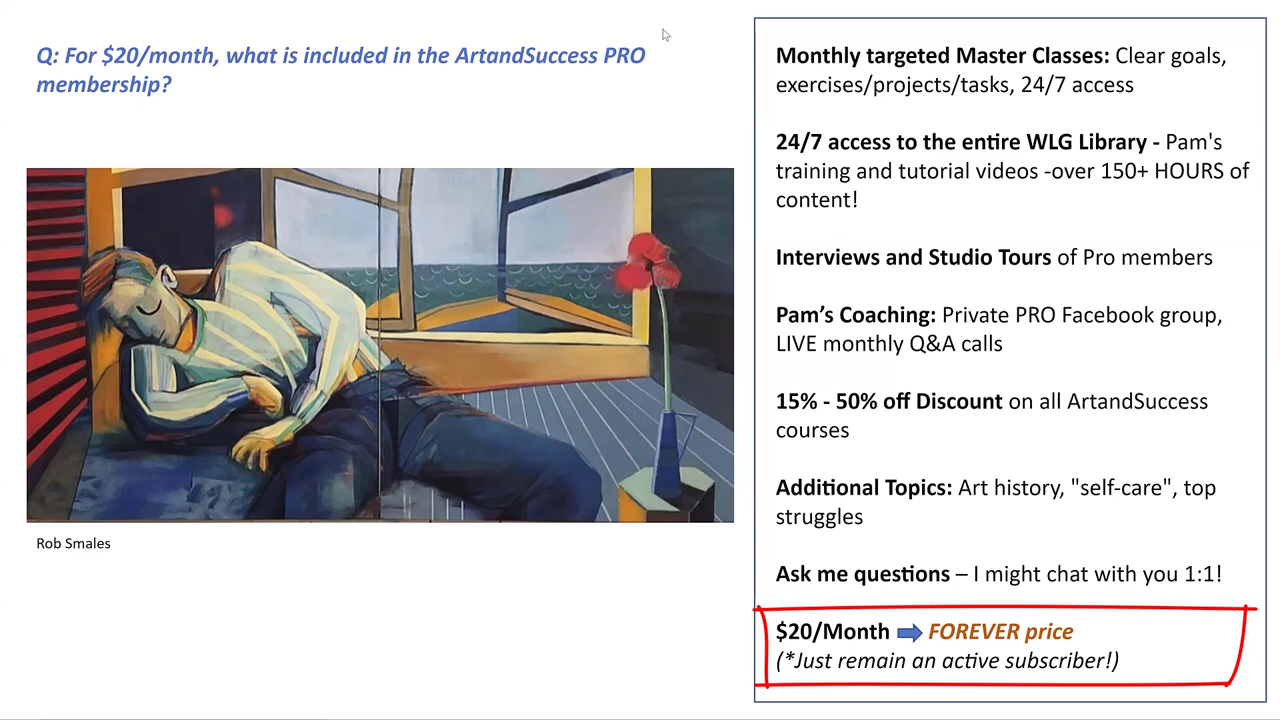 Q: For $20/month, what is included in the ArtandSuccess PRO
membership?
Rob Smales
Monthly targeted Master Classes: Clear goals,
exercises/projects/tasks, 24/7 access
24/7 access to the entire WLG Library - Pam's
training and tutorial videos -over 150+ HOURS of
content!
Interviews and Studio Tours of Pro members
Pam’s Coaching: Private PRO Facebook group,
LIVE monthly Q&A calls
15% - 50% off Discount on all ArtandSuccess
courses
Additional Topics: Art history, "self-care", top
struggles
Ask me questions – I might chat with you 1:1!
$20/Month FOREVER price
(*Just remain an active subscriber!)